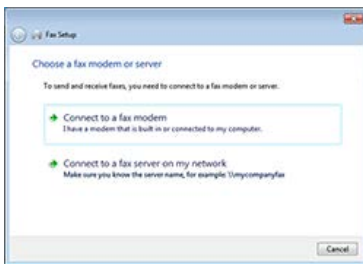 Fax Setup
Choose a fax modem or server
To send and receive faxes, you need to connect to a fax modem or server.
Connect to a fax modem
I have a modem that is built in or connected to my computer.
Connect to a fax server on my network
Make sure you know the server name, for example: \\mycompanyfax
Cancel